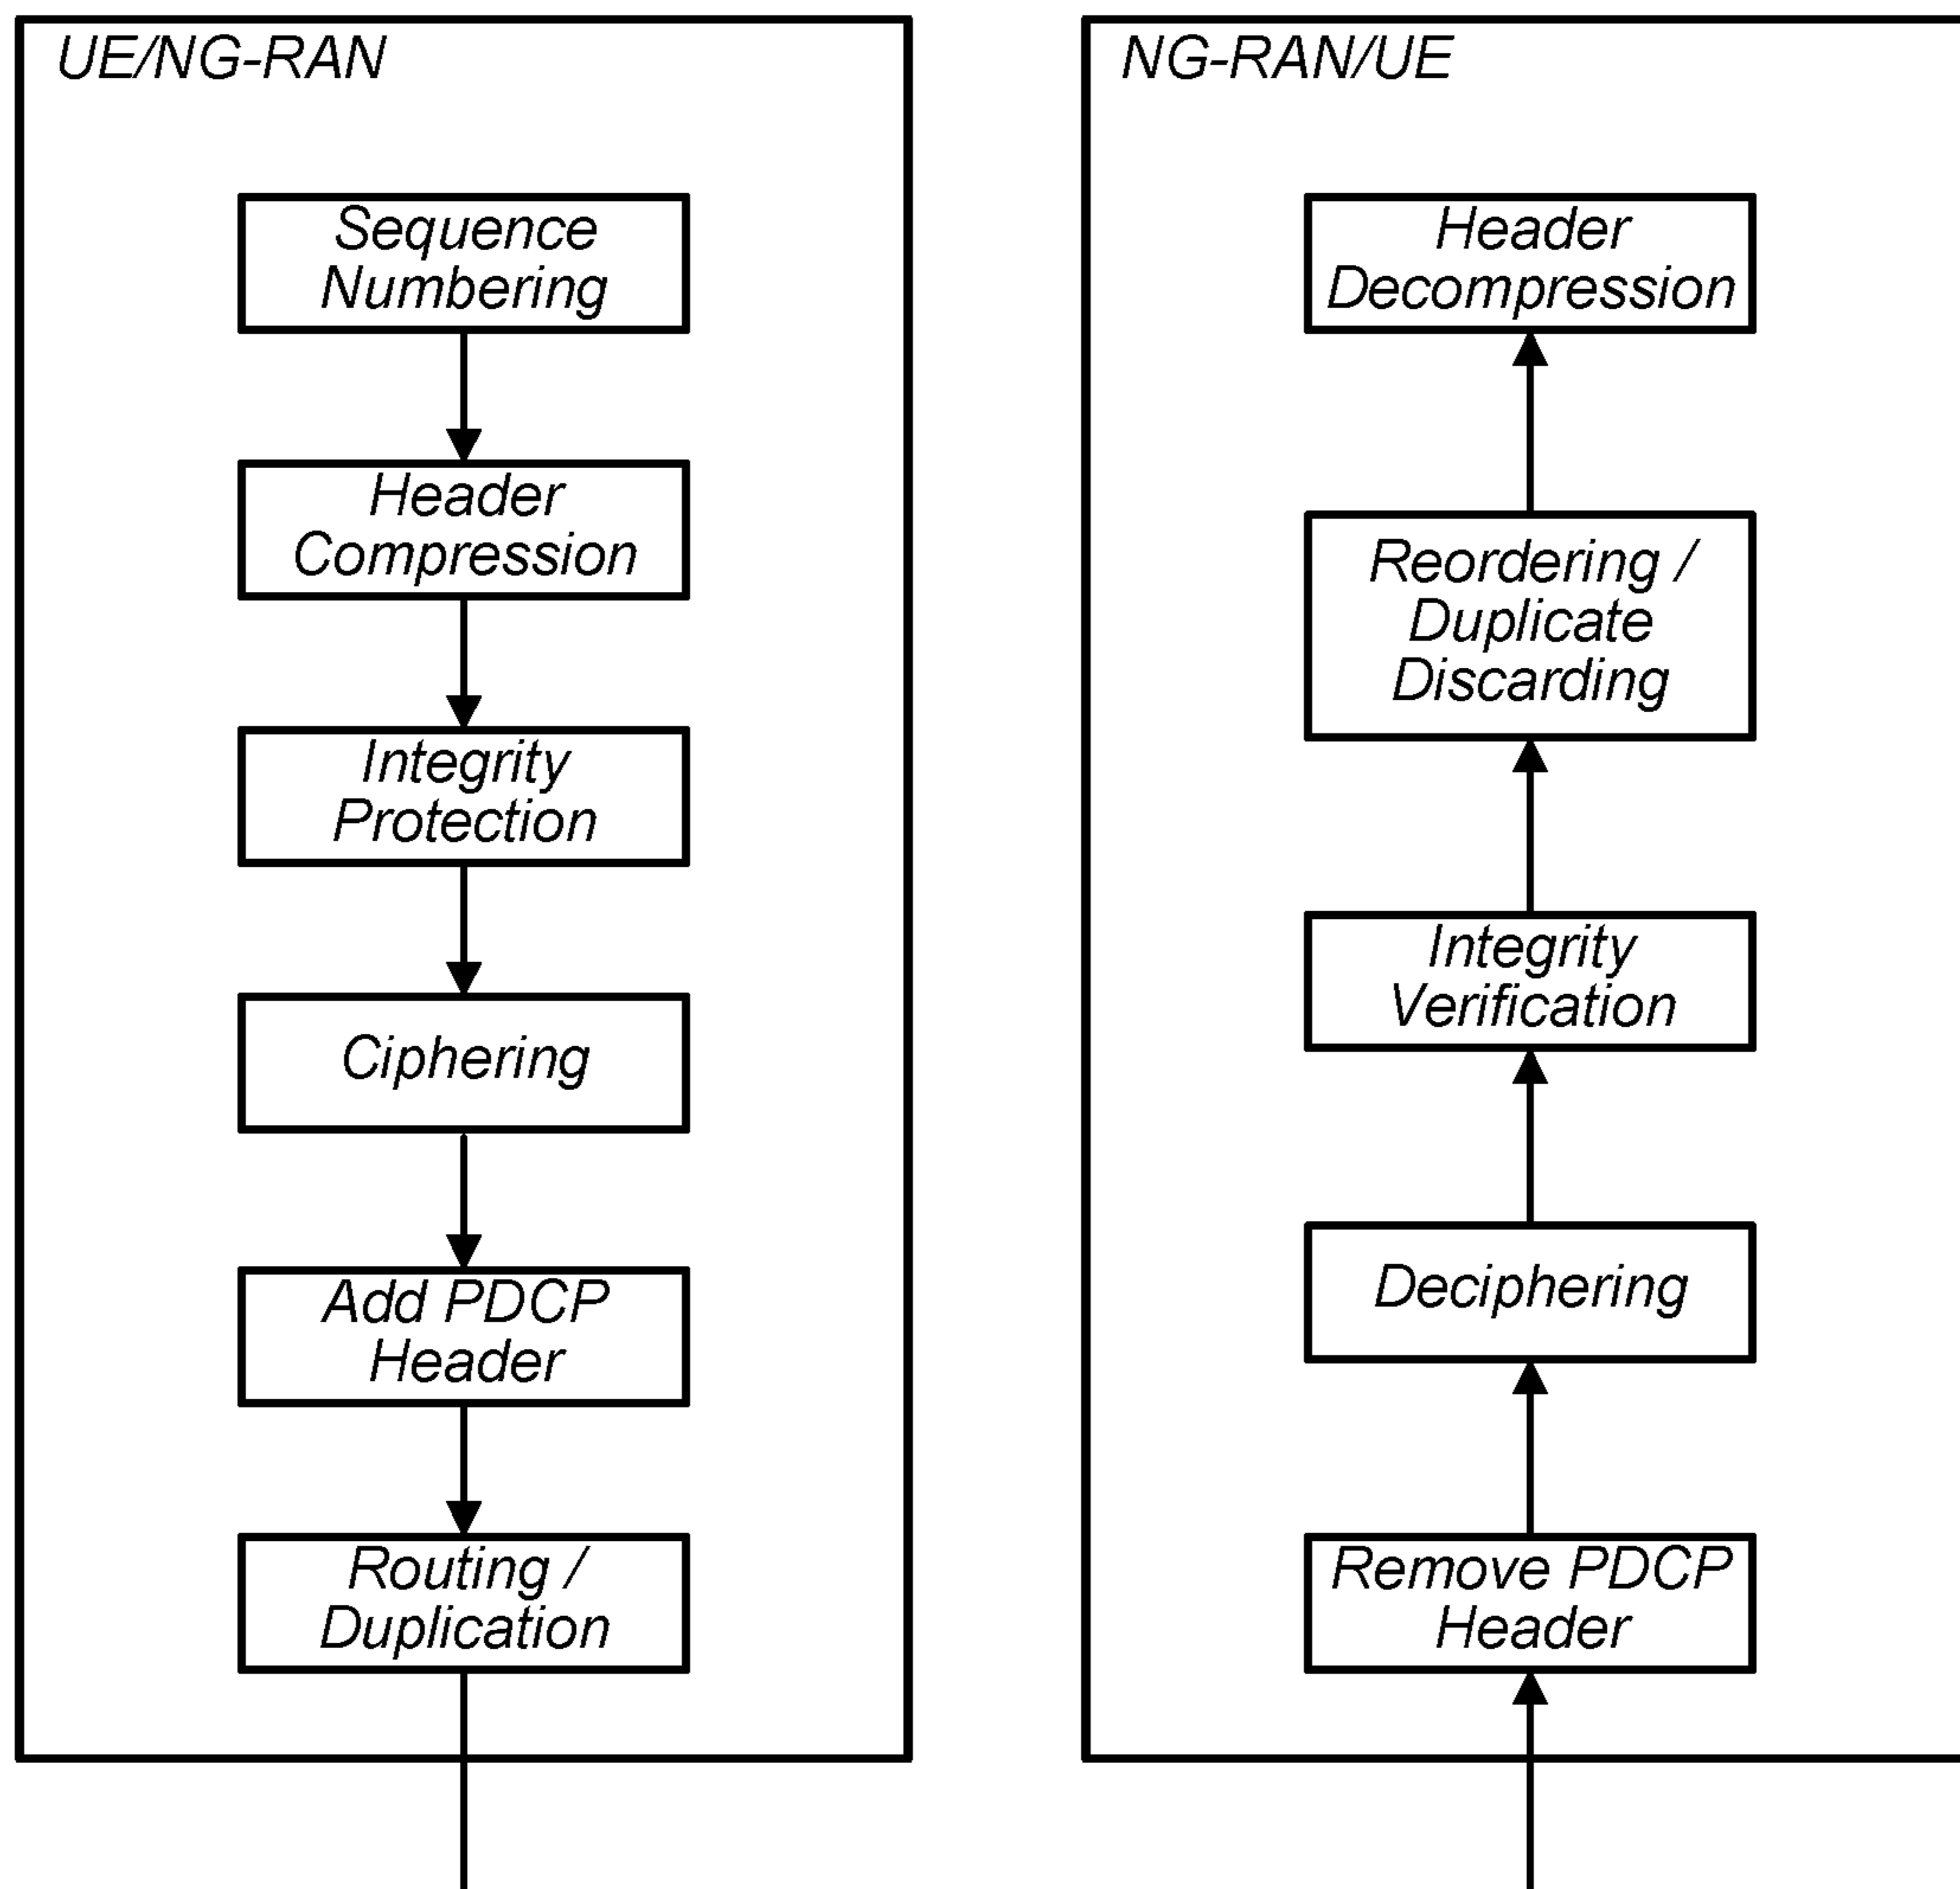 UE/NG-RAN
Sequence
Numbering
Header
Compression
Integrity
Protection
Ciphering
Add PDCP
Header
Routing /
Duplication
NG-RAN/UE
Header
Decompression
Reordering /
Duplicate
Discarding
Integrity
Verification
Deciphering
Remove PDCP
Header